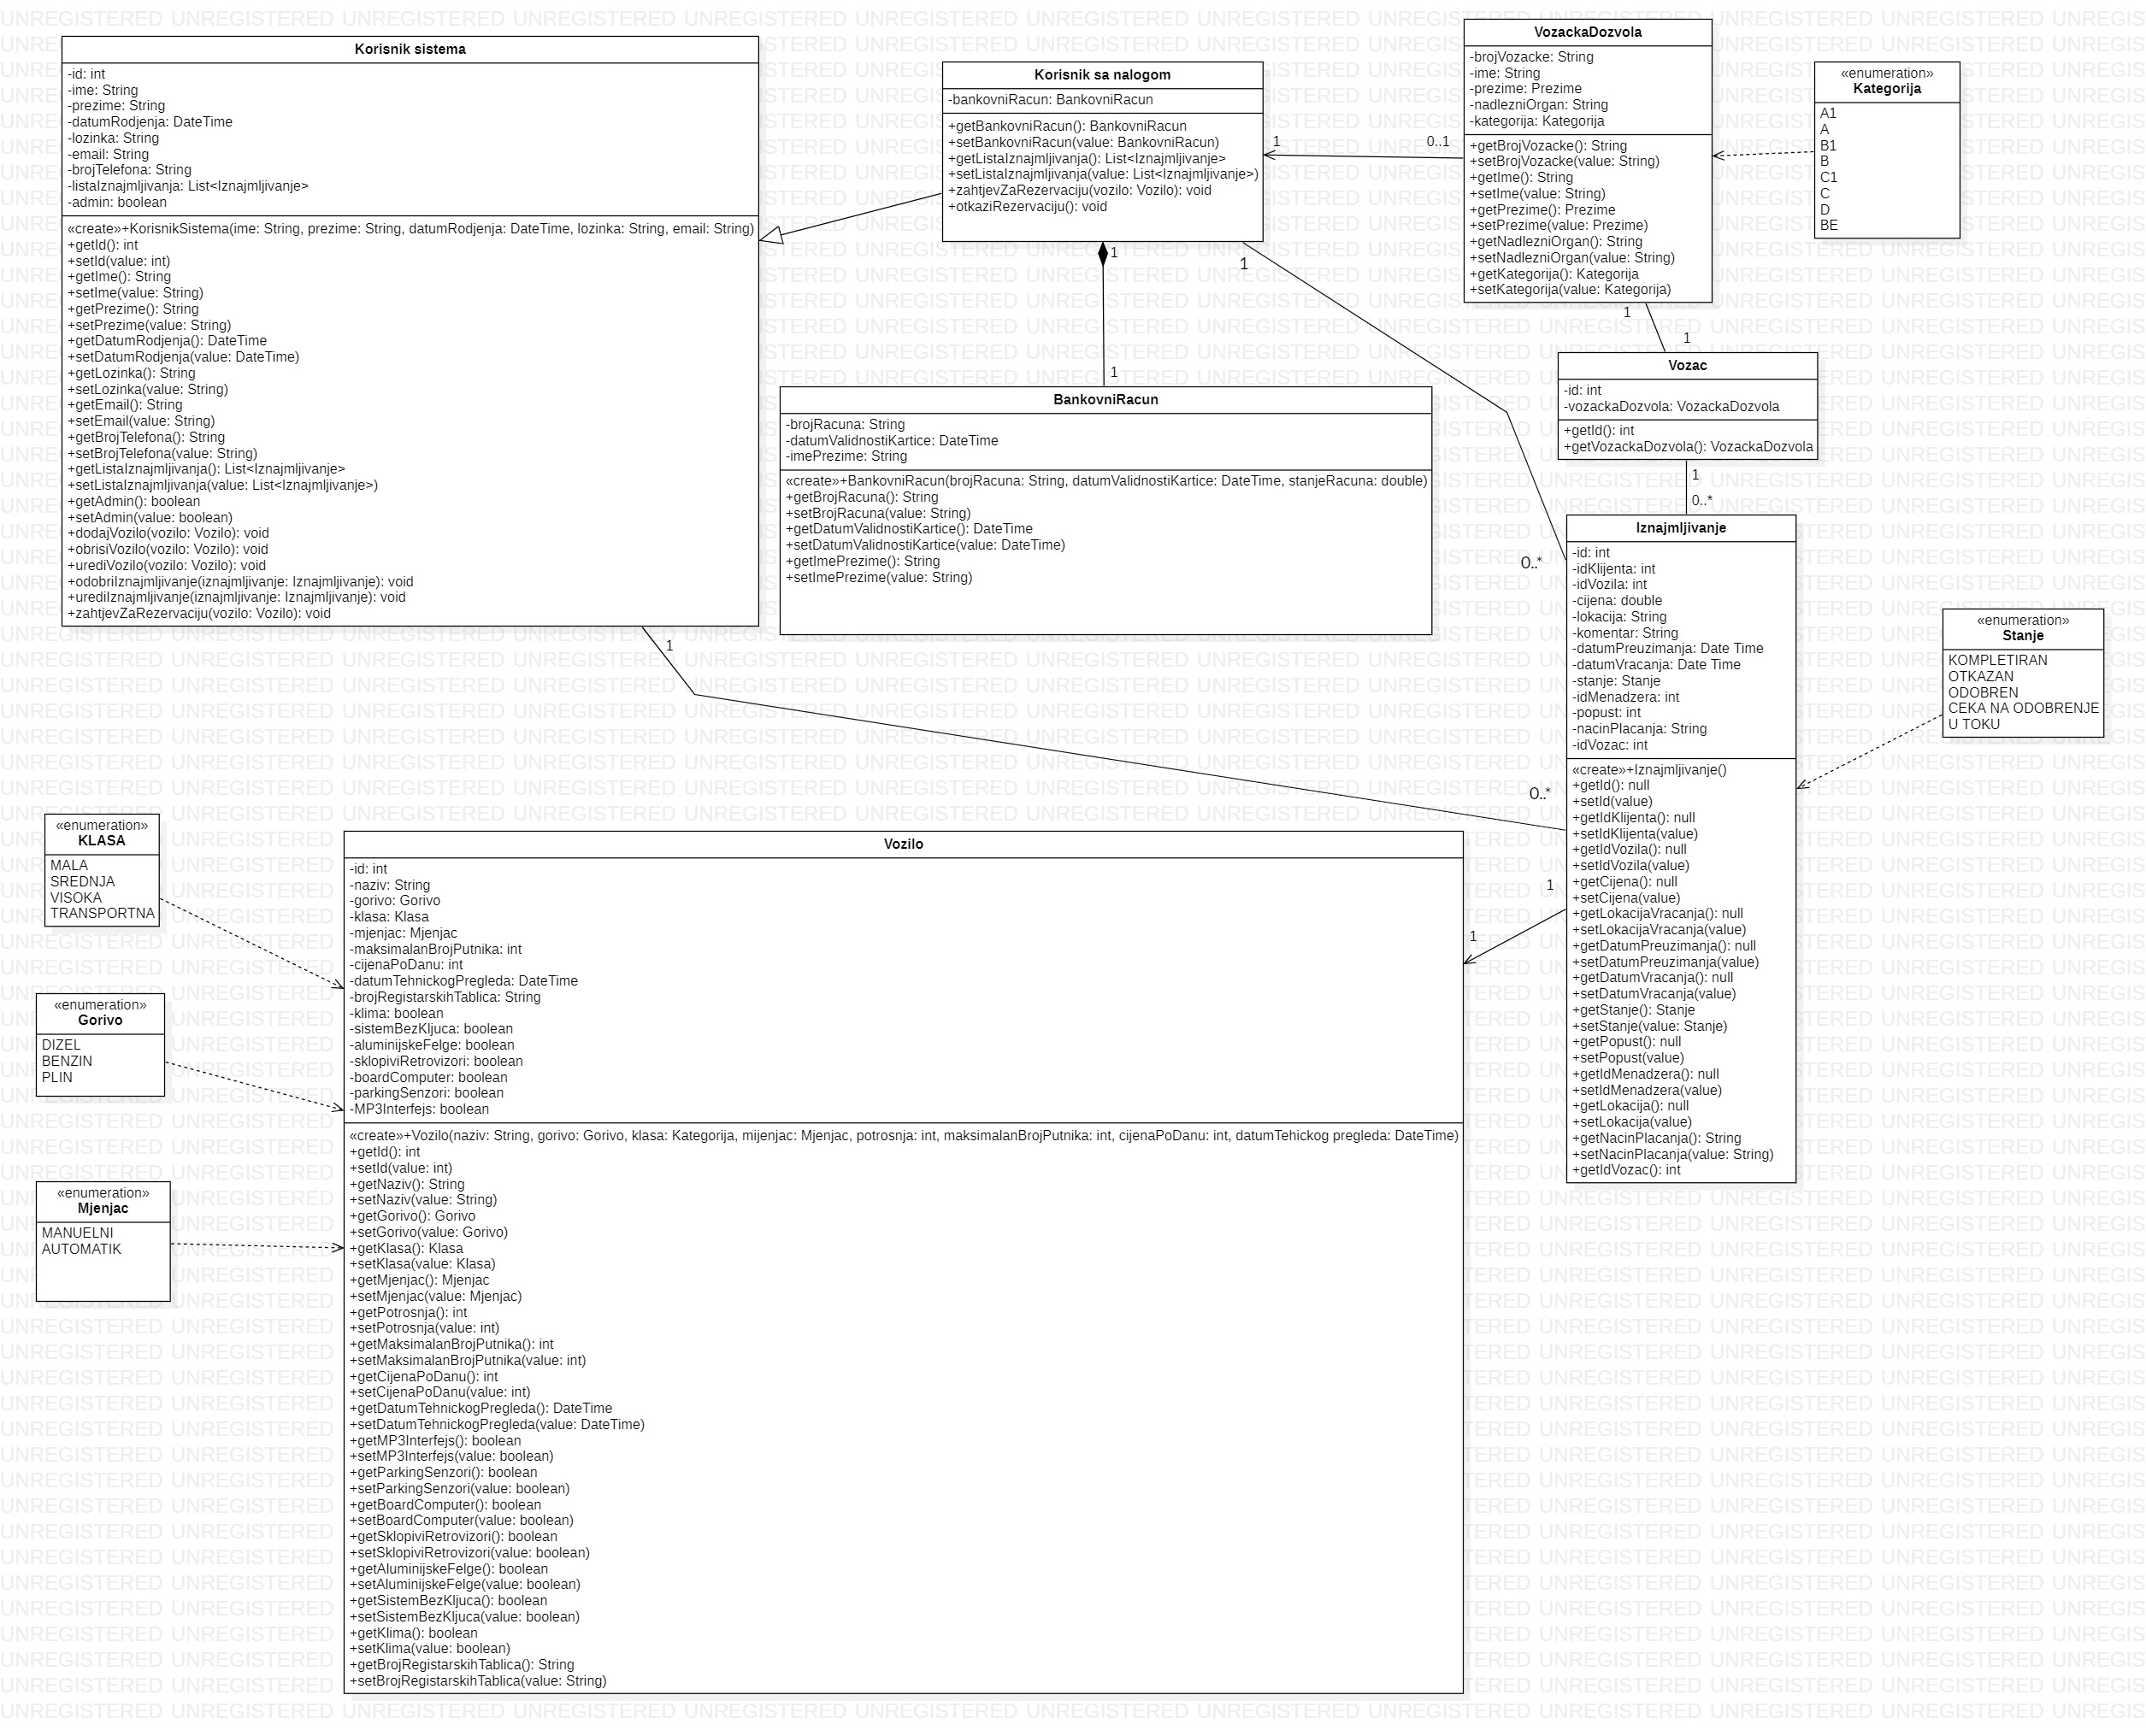 Korisnik sistema
-id: int
-ime: String
-prezime: String
-datumRodjenja: DateTime
-lozinka: String
-email: String
-brojTelefona: String
-listaIznajmljivanja: List<Iznajmljivanje>
-admin: boolean
«create»+KorisnikSistema(ime: String, prezime: String, datumRodjenja: DateTime, lozinka: String, email: String)
+getId(): int
+setId(value: int)
+getIme(): String
+setIme(value: String)
+getPrezime(): String
+setPrezime(value: String)
+getDatumRodjenja(): DateTime
+setDatumRodjenja(value: DateTime)
+getLozinka(): String
+setLozinka(value: String)
+getEmail(): String
+setEmail(value: String)
+getBrojTelefona(): String
+setBrojTelefona(value: String)
+getListaIznajmljivanja(): List<Iznajmljivanje>
+setListaIznajmljivanja(value: List<Iznajmljivanje>)
+getAdmin(): boolean
+setAdmin(value: boolean)
+dodajVozilo(vozilo: Vozilo): void
+obrisiVozilo(vozilo: Vozilo): void
+urediVozilo(vozilo: Vozilo): void
+odobriIznajmljivanje(iznajmljivanje: Iznajmljivanje): void
+urediIznajmljivanje(iznajmljivanje: Iznajmljivanje): void
+zahtjevZaRezervaciju(vozilo: Vozilo): void
1
Korisnik sa nalogom
-bankovniRacun: BankovniRacun
+getBankovniRacun(): BankovniRacun
+setBankovniRacun(value: BankovniRacun)
+getListaIznajmljivanja(): List<Iznajmljivanje>
+setListaIznajmljivanja(value: List<Iznajmljivanje>)
+zahtjevZaRezervaciju(vozilo: Vozilo): void
+otkaziRezervaciju(): void
1
0..1
1
1
1
BankovniRacun
-brojRacuna: String
-datumValidnostiKartice: DateTime
-imePrezime: String
«create»+BankovniRacun(brojRacuna: String, datumValidnostiKartice: DateTime, stanjeRacuna: double)
+getBrojRacuna(): String
+setBrojRacuna(value: String)
+getDatumValidnostiKartice(): DateTime
+setDatumValidnostiKartice(value: DateTime)
+getImePrezime(): String
+setImePrezime(value: String)
VozackaDozvola
-brojVozacke: String
-ime: String
-prezime: Prezime
-nadlezniOrgan: String
-kategorija: Kategorija
+getBrojVozacke(): String
+setBrojVozacke(value: String)
+getIme(): String
+setIme(value: String)
+getPrezime(): Prezime
+setPrezime(value: Prezime)
+getNadlezniOrgan(): String
+setNadlezniOrgan(value: String)
+getKategorija(): Kategorija
+setKategorija(value: Kategorija)
«enumeration»
Kategorija
A1
A
B1
B
C1
C
D
BE
1
1
Vozac
-id: int
-vozackaDozvola: VozackaDozvola
+getId(): int
+getVozackaDozvola(): VozackaDozvola
1
0..*
Iznajmljivanje
-id: int
-idKlijenta: int
-idVozila: int
-cijena: double
-lokacija: String
-komentar: String
-datumPreuzimanja: Date Time
-datumVracanja: Date Time
-stanje: Stanje
-idMenadzera: int
-popust: int
-nacinPlacanja: String
-idVozac: int
«create»+Iznajmljivanje()
+getId(): null
+setId(value)
+getIdKlijenta(): null
+setIdKlijenta(value)
+getIdVozila(): null
+setIdVozila(value)
+getCijena(): null
+setCijena(value)
+getLokacijaVracanja(): null
+setLokacijaVracanja(value)
+getDatumPreuzimanja(): null
+setDatumPreuzimanja(value)
+getDatumVracanja(): null
+setDatumVracanja(value)
+getStanje(): Stanje
+setStanje(value: Stanje)
+getPopust(): null
+setPopust(value)
+getIdMenadzera(): null
+setIdMenadzera(value)
+getLokacija(): null
+setLokacija(value)
+getNacinPlacanja(): String
+setNacinPlacanja(value: String)
+getIdVozac(): int
0..*
0..*
1
1
«enumeration»
Stanje
KOMPLETIRAN
OTKAZAN
ODOBREN
CEKA NA ODOBRENJE
U TOKU
«enumeration»
KLASA
MALA
SREDNJA
VISOKA
TRANSPORTNA
«enumeration»
Gorivo
DIZEL
BENZIN
PLIN
«enumeration»
Mjenjac
MANUELNI
AUTOMATIK
Vozilo
-id: int
-naziv: String
-gorivo: Gorivo
-klasa: Klasa
-mjenjac: Mjenjac
-maksimalanBrojPutnika: int
-cijenaPoDanu: int
-datumTehnickogPregleda: DateTime
-brojRegistarskihTablica: String
-klima: boolean
-sistemBezKljuca: boolean
-aluminijskeFelge: boolean
-sklopiviRetrovizori: boolean
-boardComputer: boolean
-parkingSenzori: boolean
-MP3Interfejs: boolean
«create»+Vozilo(naziv: String, gorivo: Gorivo, klasa: Kategorija, mijenjac: Mjenjac, potrosnja: int, maksimalanBrojPutnika: int, cijenaPoDanu: int, datumTehickog pregleda: DateTime)
+getId(): int
+setId(value: int)
+getNaziv(): String
+setNaziv(value: String)
+getGorivo(): Gorivo
+setGorivo(value: Gorivo)
+getKlasa(): Klasa
+setKlasa(value: Klasa)
+getMjenjac(): Mjenjac
+setMjenjac(value: Mjenjac)
+getPotrosnja(): int
+setPotrosnja(value: int)
+getMaksimalanBrojPutnika(): int
+setMaksimalanBrojPutnika(value: int)
+getCijenaPoDanu(): int
+setCijenaPoDanu(value: int)
+getDatumTehnickogPregleda(): DateTime
+setDatumTehnickogPregleda(value: DateTime)
+getMP3Interfejs(): boolean
+setMP3Interfejs(value: boolean)
+getParkingSenzori(): boolean
+setParkingSenzori(value: boolean)
+getBoardComputer(): boolean
+setBoardComputer(value: boolean)
+getSklopiviRetrovizori(): boolean
+setSklopiviRetrovizori(value: boolean)
+getAluminijskeFelge(): boolean
+setAluminijskeFelge(value: boolean)
+getSistemBezKljuca(): boolean
+setSistemBezKljuca(value: boolean)
+getKlima(): boolean
+setKlima(value: boolean)
+getBrojRegistarskihTablica(): String
+setBrojRegistarskihTablica(value: String)
UNREGISTERED